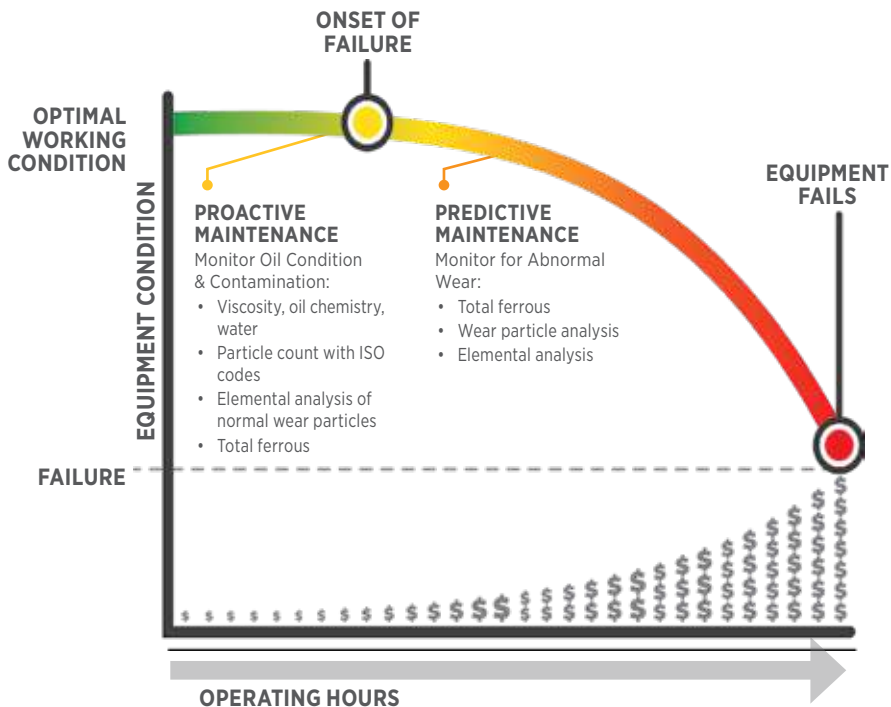 ONSET OF
FAILURE
OPTIMAL
WORKING
CONDITION
EQUIPMENT
FAILS
EQUIPMENT CONDITION
PROACTIVE
MAINTENANCE
Monitor Oil Condition
& Contamination:
• Viscosity, oil chemistry,
water
• Particle count with ISO
codes
• Elemental analysis of
normal wear particles
• Total ferrous
PREDICTIVE
MAINTENANCE
Monitor for Abnormal
Wear:
• Total ferrous
• Wear particle analysis
• Elemental analysis
FAILURE
OPERATING HOURS